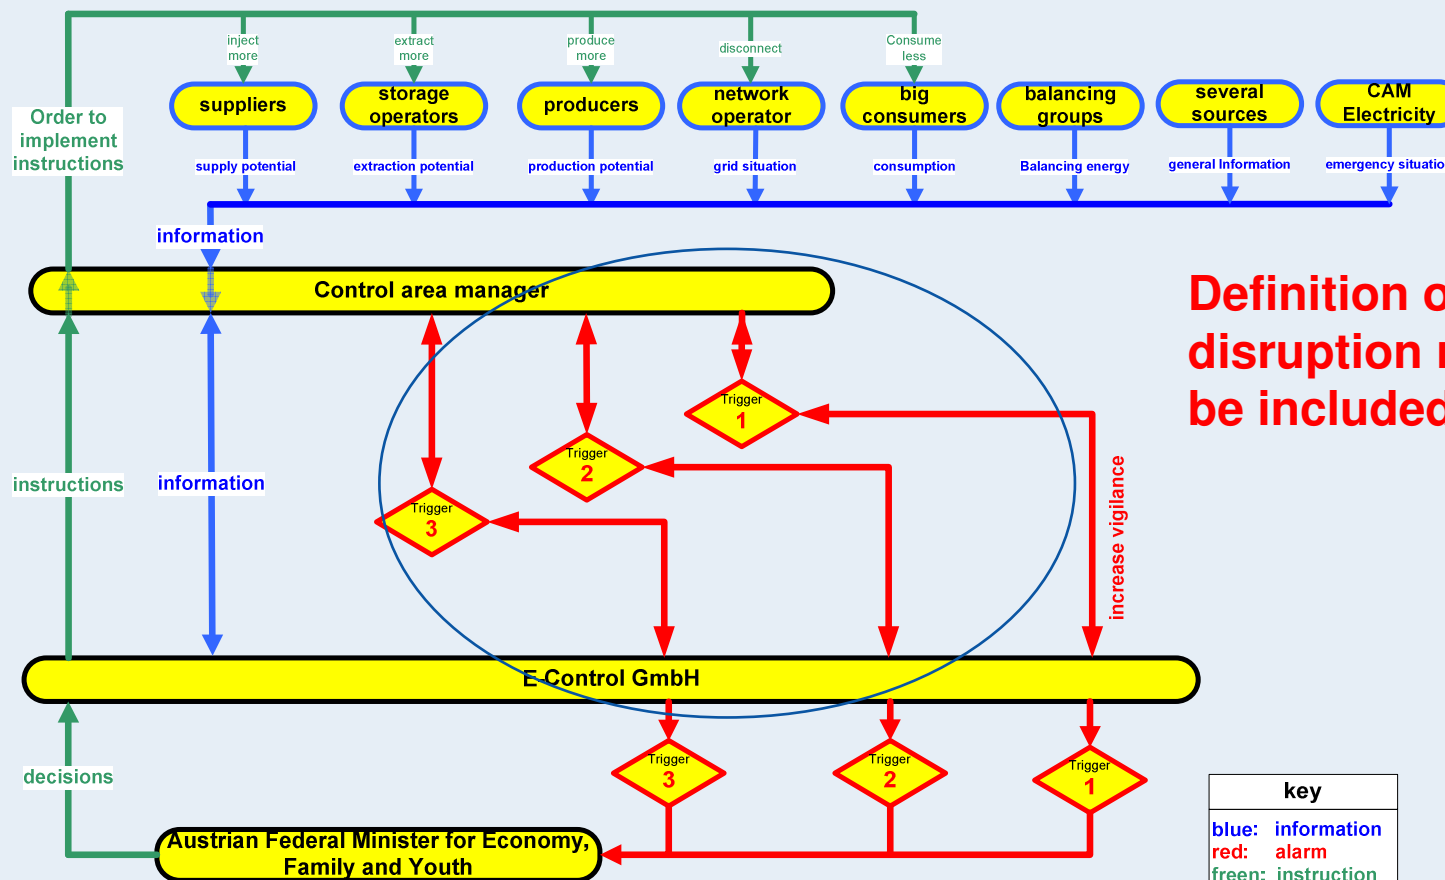 inject
more
extract
more
produce
more
disconnect
Consume
less
suppliers
storage
operators
producers
network
operator
big
consumers
balancing
groups
several
sources
CAM
Electricity
Order to
implement
instructions
supply potential
extraction potential
production potential
grid situation
consumption
Balancing energy
general Information
emergency situatio
information
Control area manager
Definition o
disruption
be included
Trigger
1
Trigger
2
Trigger
3
instructions
information
increase vigilance
E-Control GmbH
Trigger
3
Trigger
2
Trigger
1
decisions
Austrian Federal Minister for Economy,
Family and Youth
key
blue: information
red: alarm
freen: instruction